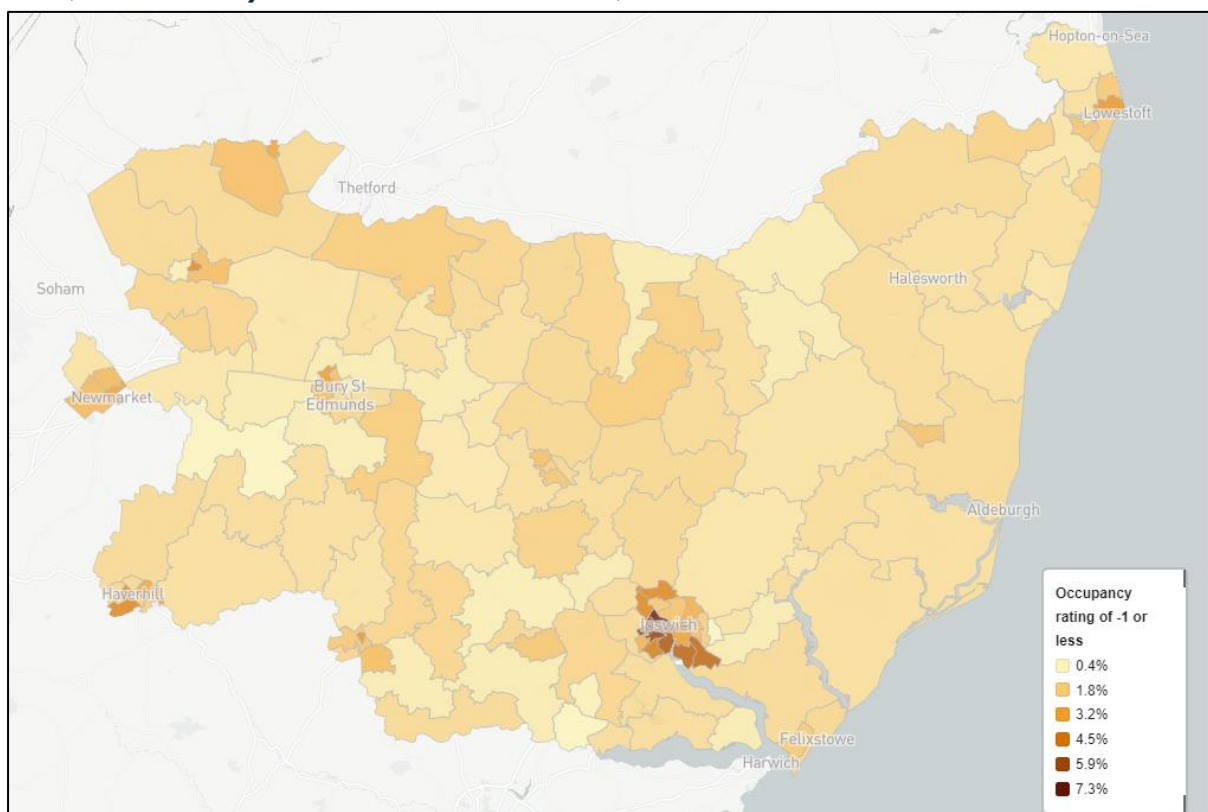 Hopton-on-Sea
Lowestoft
Thetford
Halesworth
Soham
Bury St
Edmunds
Newmarket
Aldeburgh
Haverhill
Ipswich
Felixstowe
Harwich
Occupancy
rating of -1 or
less
0.4%
1.8%
3.2%
4.5%
5.9%
7.3%